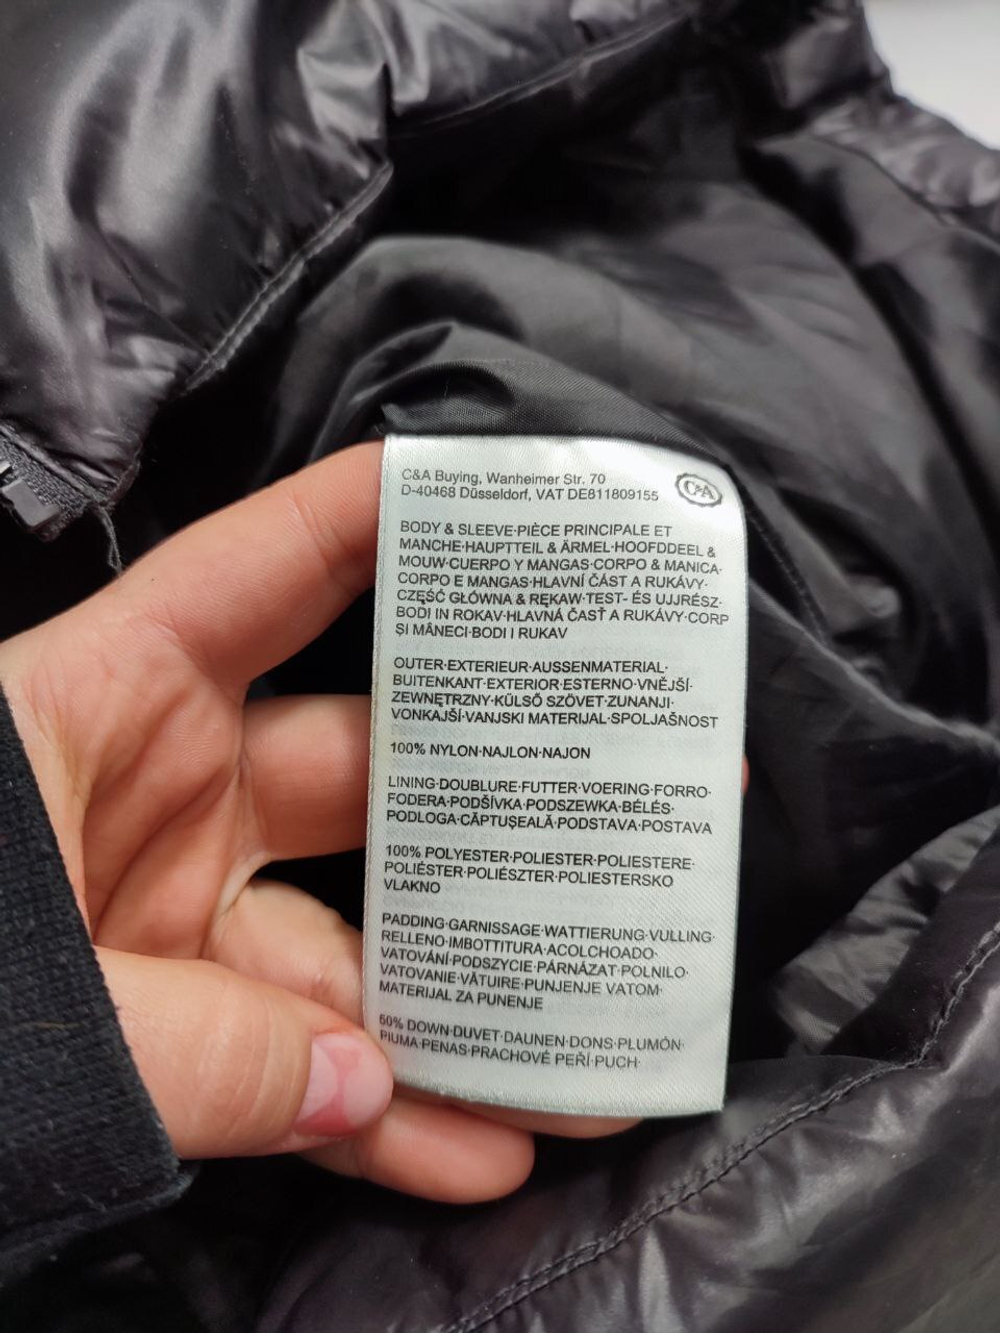 C&A Buying, Wanheimer Str. 70
D-40468 Düsseldorf, VAT DE811809155
C&A
BODY & SLEEVE·PIÈCE PRINCIPALE ET
MANCHE·HAUPTTEIL & ÄRMEL·HOOFDDEEL &
MOUW·CUERPO Y MANGAS·CORPO & MANICA·
CORPO E MANGAS·HLAVNÍ ČÁST A RUKÁVY·
CZĘŚĆ GŁÓWNA & RĘKAW·TEST- ÉS UJJRÉSZ·
BODI IN ROKAV·HLAVNÁ ČASŤ A RUKÁVY·CORP
ȘI MÂNECI·BODI I RUKAV
OUTER·EXTERIEUR·AUSSENMATERIAL·
BUITENKANT·EXTERIOR·ESTERNO·VNĚJŠÍ·
ZEWNĘTRZNY·KÜLSŐ SZÖVET·ZUNANJI·
VONKAJŠÍ·VANJSKI MATERIJAL·SPOLJAŠNOST
100% NYLON·NAJLON·NAJON
LINING·DOUBLURE·FUTTER·VOERING·FORRO·
FODERA·PODŠÍVKA·PODSZEWKA·BÉLÉS·
PODLOGA·CĂPTUȘEALĂ·PODSTAVA·POSTAVA
100% POLYESTER·POLIESTER·POLIESTERE·
POLIÉSTER·POLIÉSZTER·POLIESTERSKO
VLAKNO
PADDING·GARNISSAGE·WATTIERUNG·VULLING·
RELLENO·IMBOTTITURA·ACOLCHOADO·
VATOVÁNÍ·PODSZYCIE·PÁRNÁZAT·POLNILO·
VATOVANIE·VĂTUIRE·PUNJENJE VATOM·
MATERIJAL ZA PUNENJE
50% DOWN·DUVET·DAUNEN·DONS·PLUMÓN·
PIUMA·PENAS·PRACHOVÉ PEŘÍ·PUCH·